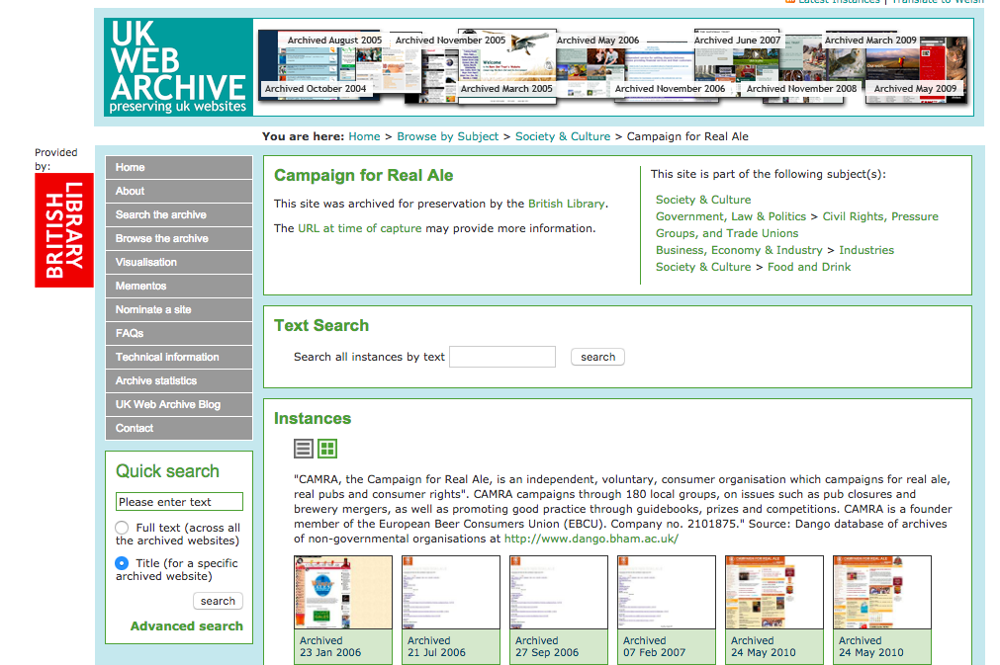 Latest Instances | Translate to Welsh
UK
WEB
ARCHIVE
preserving uk websites
Archived August 2005
Archived November 2005
Archived May 2006
Archived June 2007
Archived March 2009
Archived October 2004
Archived March 2005
Archived November 2006
Archived November 2008
Archived May 2009
You are here: Home > Browse by Subject > Society & Culture > Campaign for Real Ale
Provided
by:
BRITISH
LIBRARY
Home
About
Search the archive
Browse the archive
Visualisation
Mementos
Nominate a site
FAQs
Technical information
Archive statistics
UK Web Archive Blog
Contact
Quick search
Please enter text
Full text (across all
the archived websites)
Title (for a specific
archived website)
search
Advanced search
Campaign for Real Ale
This site was archived for preservation by the British Library.
The URL at time of capture may provide more information.
This site is part of the following subject(s):
Society & Culture
Government, Law & Politics > Civil Rights, Pressure
Groups, and Trade Unions
Business, Economy & Industry > Industries
Society & Culture > Food and Drink
Text Search
Search all instances by text
search
Instances
"CAMRA, the Campaign for Real Ale, is an independent, voluntary, consumer organisation which campaigns for real ale,
real pubs and consumer rights". CAMRA campaigns through 180 local groups, on issues such as pub closures and
brewery mergers, as well as promoting good practice through guidebooks, prizes and competitions. CAMRA is a founder
member of the European Beer Consumers Union (EBCU). Company no. 2101875." Source: Dango database of archives
of non-governmental organisations at http://www.dango.bham.ac.uk/
Archived
23 Jan 2006
Archived
21 Jul 2006
Archived
27 Sep 2006
Archived
07 Feb 2007
Archived
24 May 2010
Archived
24 May 2010